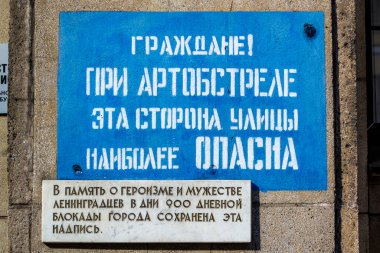 ГРАЖДАНЕ!
ПРИ АРТОБСТРЕЛЕ
ЭТА СТОРОНА УЛИЦЫ
НАИБОЛЕЕ ОПАСНА
В ПАМЯТЬ О ГЕРОИЗМЕ И МУЖЕСТВЕ
ЛЕНИНГРАДЦЕВ В ДНИ 900 ДНЕВНОЙ
БЛОКАДЫ ГОРОДА СОХРАНЕНА ЭТА
НАДПИСЬ.